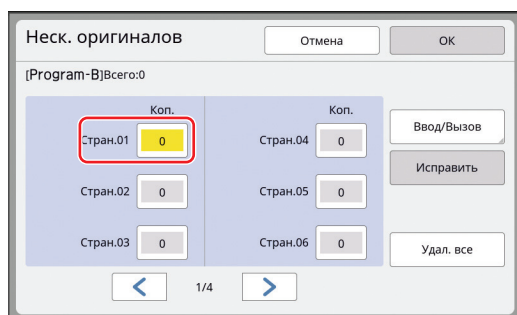 Неск. оригиналов
Отмена
ОК
[Program-B]Всего:0
Коп.
Коп.
Стран.01 0
Стран.04 0
Ввод/Вызов
Исправить
Стран.02 0
Стран.05 0
Стран.03 0
Стран.06 0
Удал. все
1/4